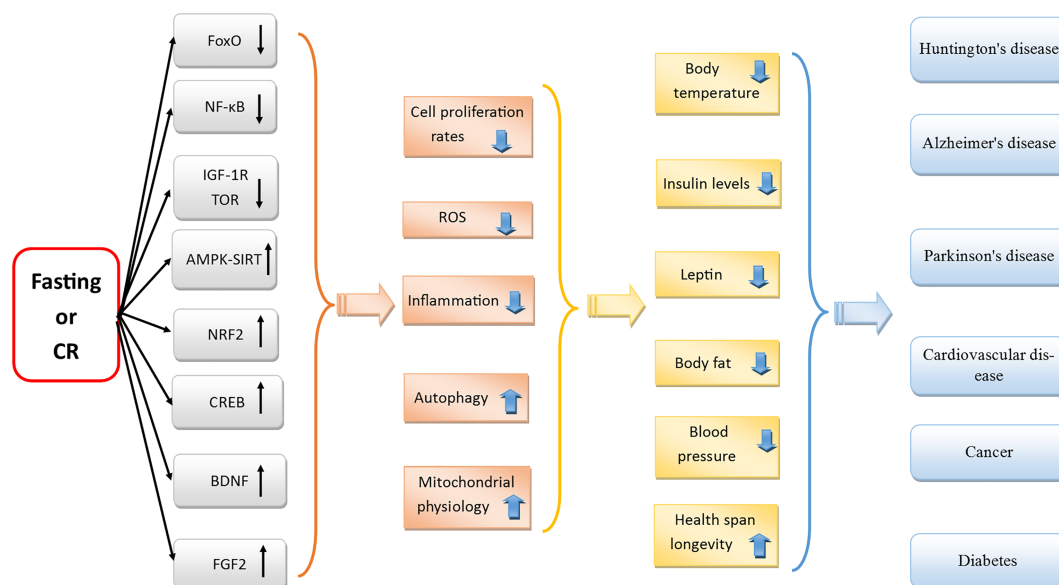 Fasting
or
CR
FoxO
NF-κB
IGF-1R
TOR
AMPK-SIRT
NRF2
CREB
BDNF
FGF2
Cell proliferation
rates
ROS
Inflammation
Autophagy
Mitochondrial
physiology
Body
temperature
Insulin levels
Leptin
Body fat
Blood
pressure
Health span
longevity
Huntington's disease
Alzheimer's disease
Parkinson's disease
Cardiovascular dis-
ease
Cancer
Diabetes